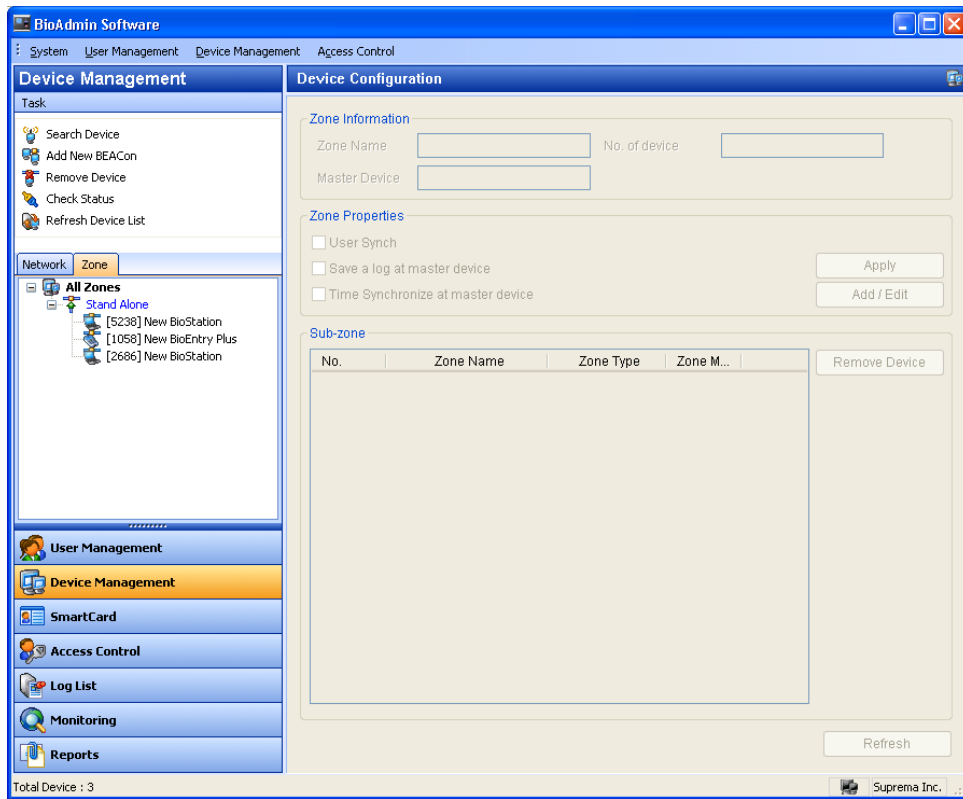 BioAdmin Software
System User Management Device Management Access Control
Device Management
Task
Search Device
Add New BEACon
Remove Device
Check Status
Refresh Device List
Network Zone
All Zones
Stand Alone
[5238] New BioStation
[1058] New BioEntry Plus
[2686] New BioStation
User Management
Device Management
SmartCard
Access Control
Log List
Monitoring
Reports
Device Configuration
Zone Information
Zone Name No. of device
Master Device
Zone Properties
User Synch
Save a log at master device
Time Synchronize at master device
Apply
Add / Edit
Sub-zone
No. Zone Name Zone Type Zone M...
Remove Device
Refresh
Total Device : 3 Suprema Inc.